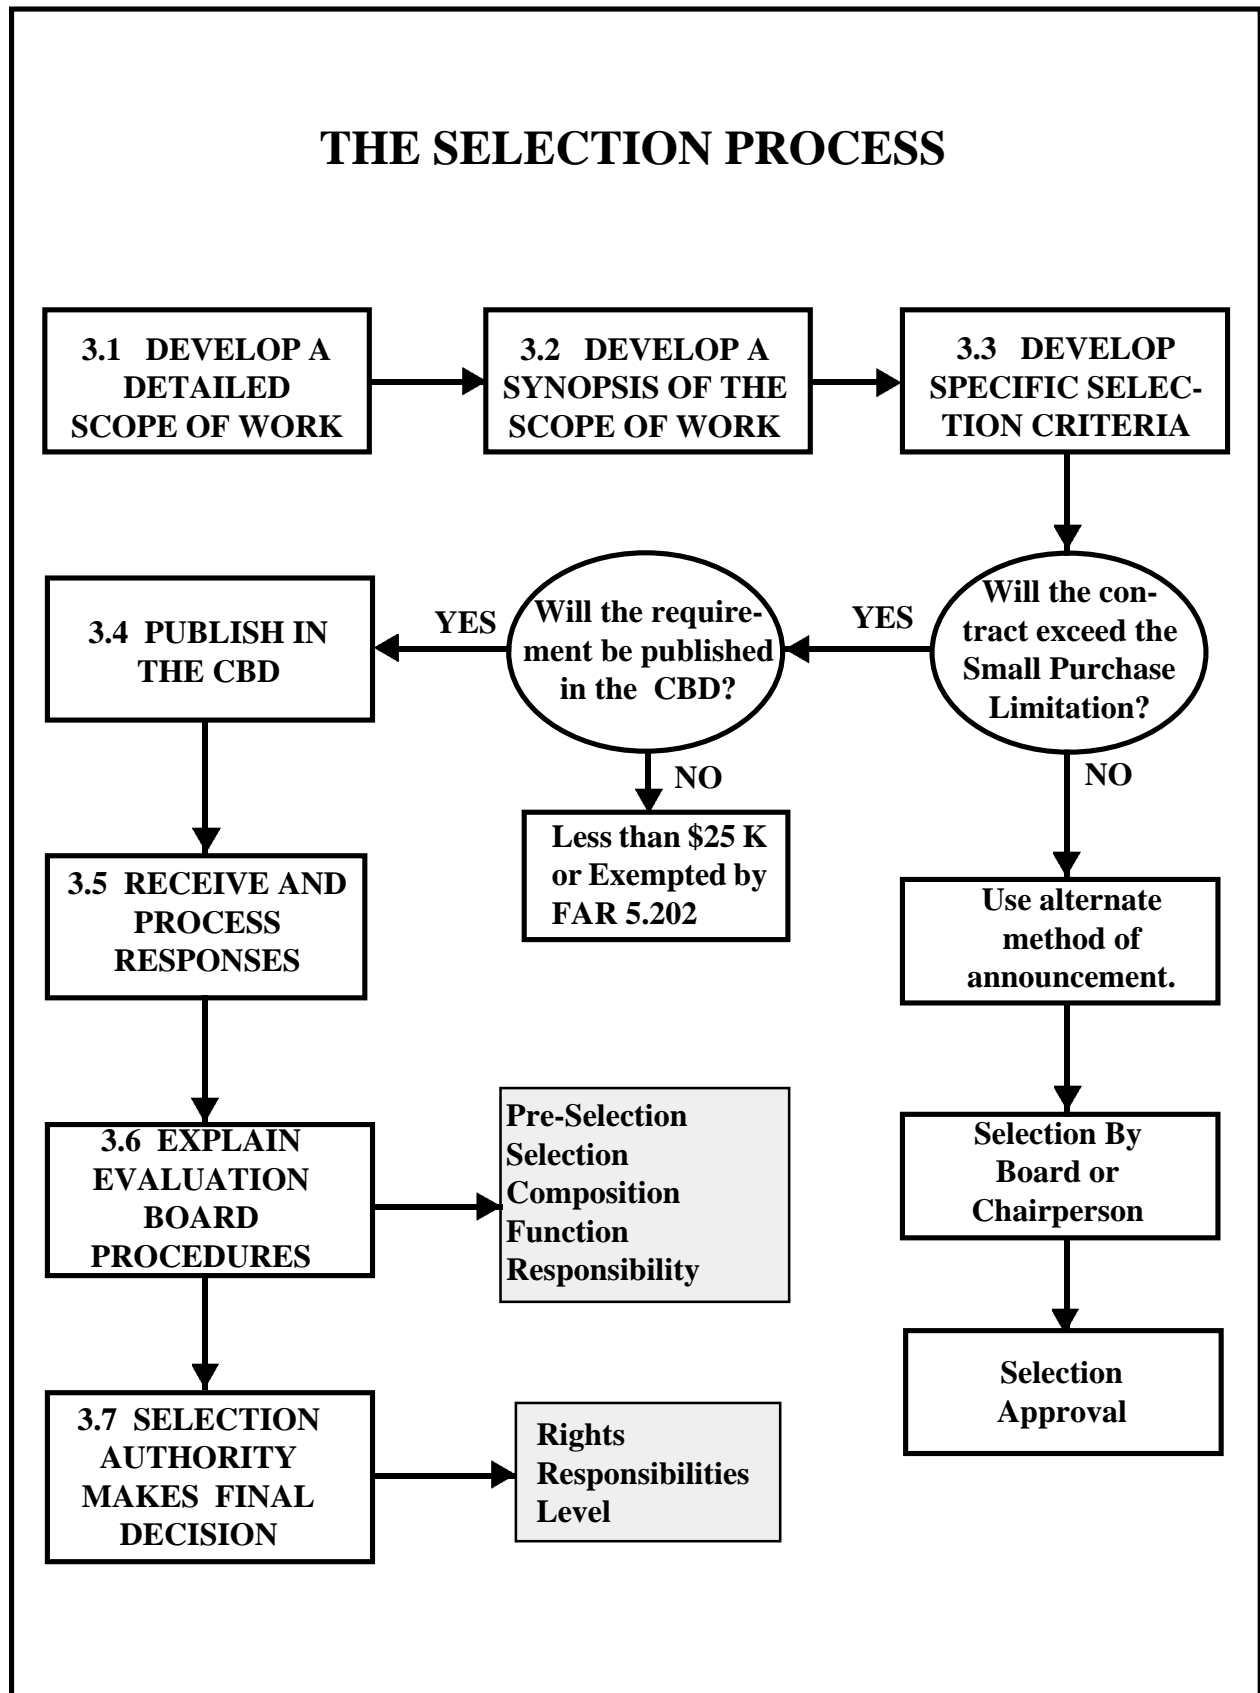 THE SELECTION PROCESS
3.1 DEVELOP A
DETAILED
SCOPE OF WORK
3.2 DEVELOP A
SYNOPSIS OF THE
SCOPE OF WORK
3.3 DEVELOP
SPECIFIC SELEC-
TION CRITERIA
Will the con-
tract exceed the
Small Purchase
Limitation?
YES
NO
Will the require-
ment be published
in the CBD?
YES
NO
Less than $25 K
or Exempted by
FAR 5.202
3.4 PUBLISH IN
THE CBD
3.5 RECEIVE AND
PROCESS
RESPONSES
Use alternate
method of
announcement.
3.6 EXPLAIN
EVALUATION
BOARD
PROCEDURES
Pre-Selection
Selection
Composition
Function
Responsibility
Selection By
Board or
Chairperson
Selection
Approval
3.7 SELECTION
AUTHORITY
MAKES FINAL
DECISION
Rights
Responsibilities
Level